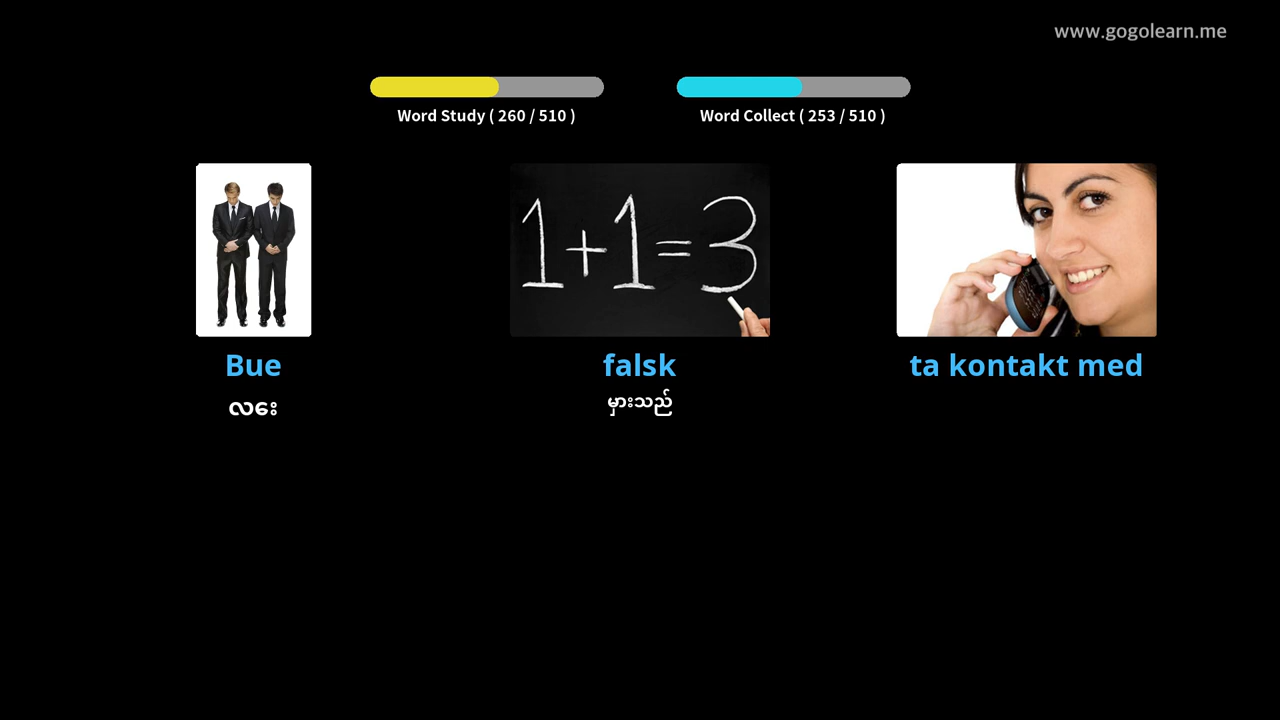 www.gogolearn.me
Word Study ( 260 / 510 )
Word Collect ( 253 / 510 )
1+1=3
Bue
falsk
ta kontakt med
လေး
မှားသည်